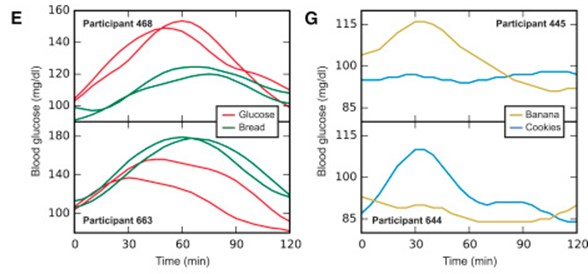 E
Blood glucose (mg/dl)
160
140
120
100
Participant 468
Glucose
Bread
180
140
100
Participant 663
0 30 60 90 120
Time (min)
G
Blood glucose (mg/dl)
115
100
85
Participant 445
Banana
Cookies
115
85
Participant 644
0 30 60 90 120
Time (min)